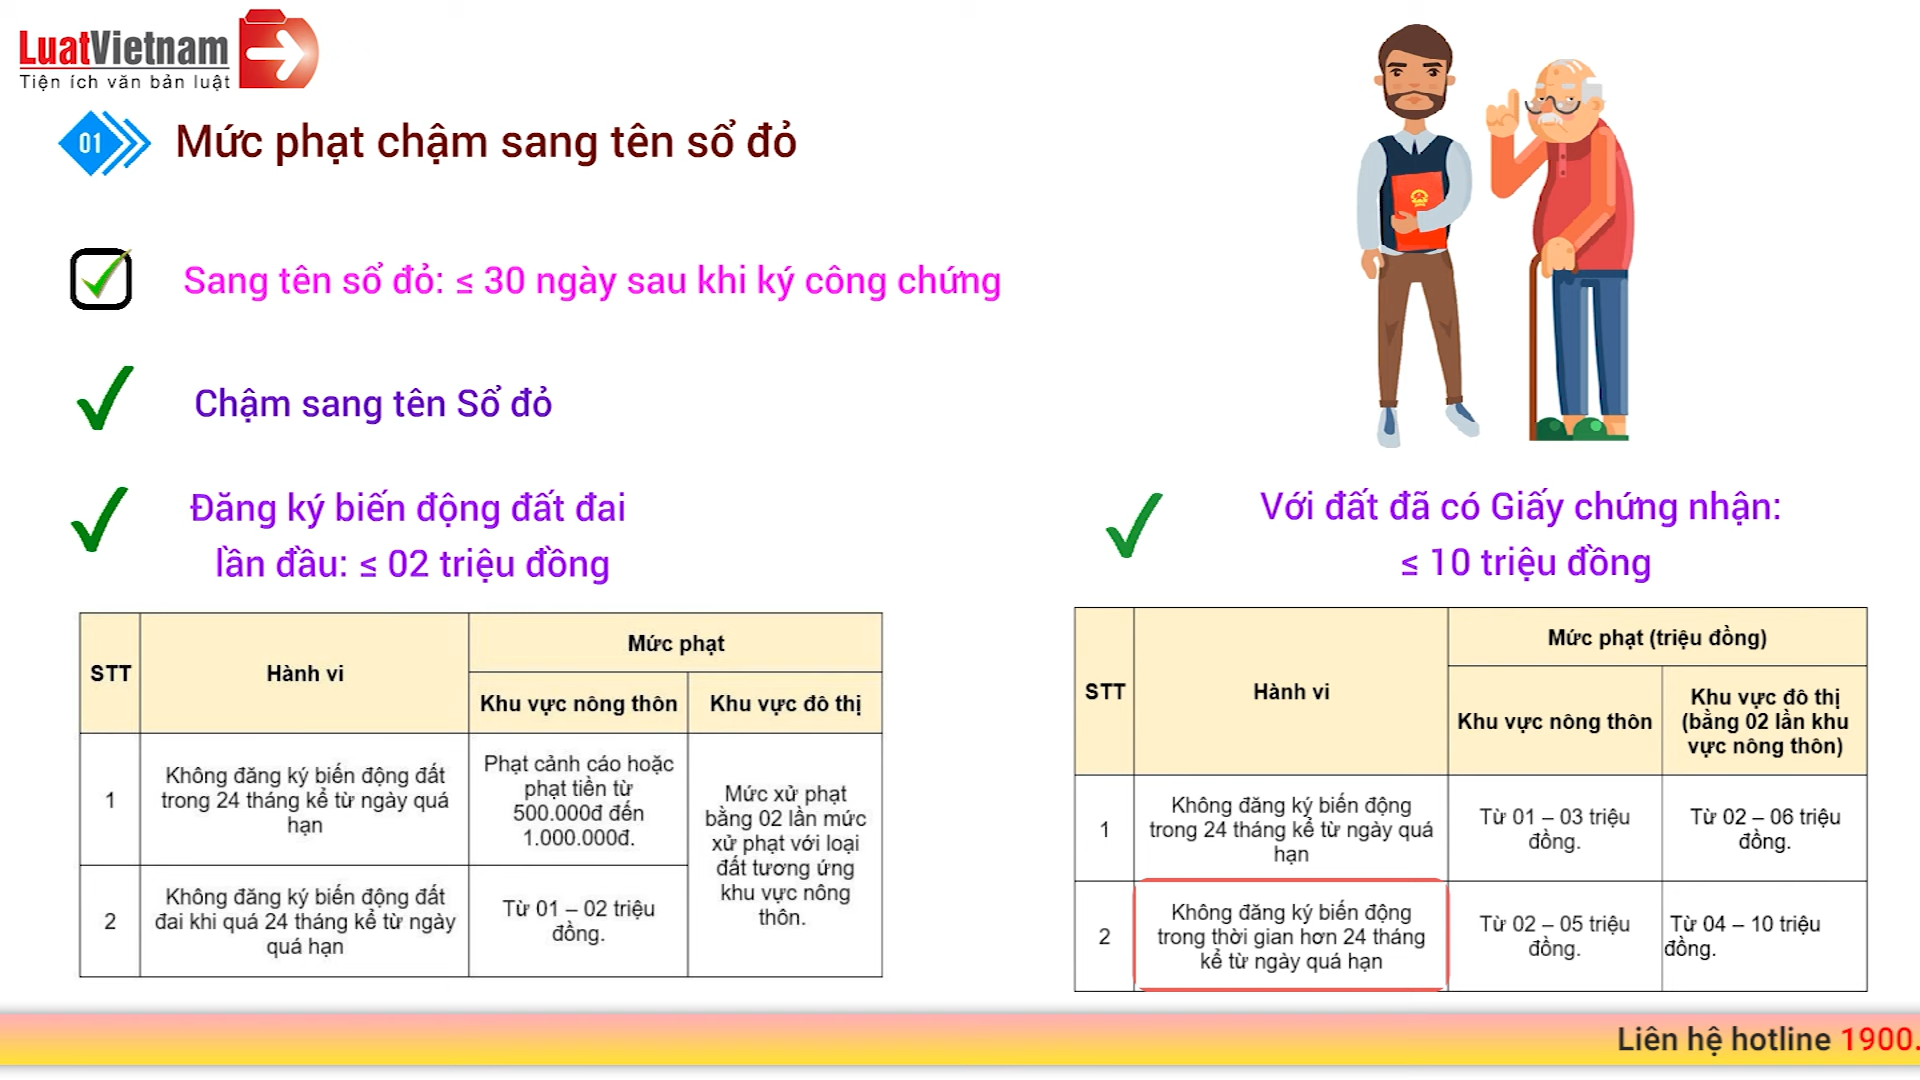 LuatVietnam
Tiện ích văn bản luật
01
Mức phạt chậm sang tên sổ đỏ
Sang tên sổ đỏ: ≤ 30 ngày sau khi ký công chứng
Chậm sang tên Sổ đỏ
Đăng ký biến động đất đai
lần đầu: ≤ 02 triệu đồng
STT
Hành vi
Mức phạt
Khu vực nông thôn
Khu vực đô thị
1
Không đăng ký biến động đất
trong 24 tháng kể từ ngày quá
hạn
Phạt cảnh cáo hoặc
phạt tiền từ
500.000đ đến
1.000.000đ.
Mức xử phạt
bằng 02 lần mức
xử phạt với loại
đất tương ứng
khu vực nông
thôn.
2
Không đăng ký biến động đất
đai khi quá 24 tháng kể từ ngày
quá hạn
Từ 01 – 02 triệu
đồng.
Với đất đã có Giấy chứng nhận:
≤ 10 triệu đồng
STT
Hành vi
Mức phạt (triệu đồng)
Khu vực nông thôn
Khu vực đô thị
(bằng 02 lần khu
vực nông thôn)
1
Không đăng ký biến động
trong 24 tháng kể từ ngày quá
hạn
Từ 01 – 03 triệu
đồng.
Từ 02 – 06 triệu
đồng.
2
Không đăng ký biến động
trong thời gian hơn 24 tháng
kể từ ngày quá hạn
Từ 02 – 05 triệu
đồng.
Từ 04 – 10 triệu
đồng.
Liên hệ hotline 1900.